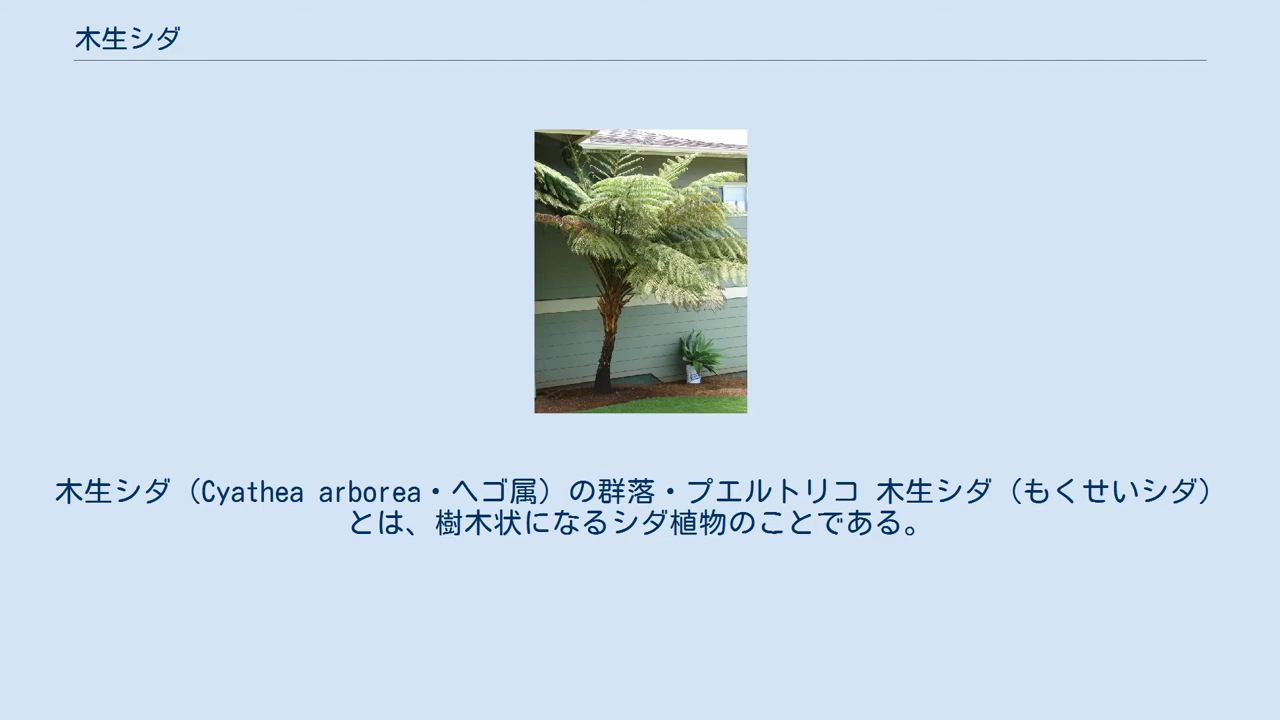 木生シダ
木生シダ（Cyathea arborea・ヘゴ属）の群落・プエルトリコ 木生シダ（もくせいシダ）
とは、樹木状になるシダ植物のことである。